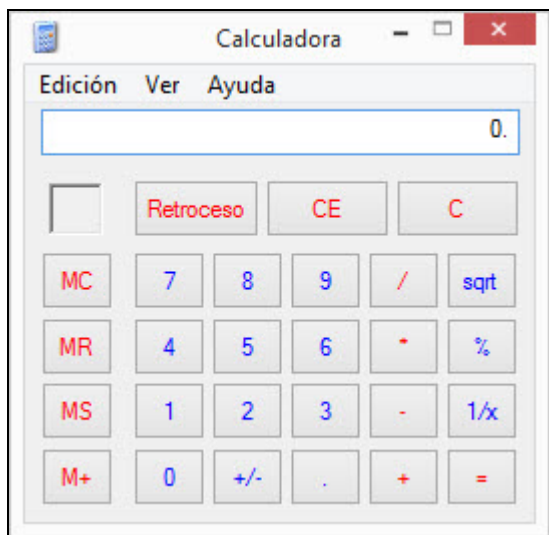 Calculadora
Edición Ver Ayuda
0.
Retroceso CE C
MC 7 8 9 / sqrt
MR 4 5 6 * %
MS 1 2 3 - 1/x
M+ 0 +/- . + =